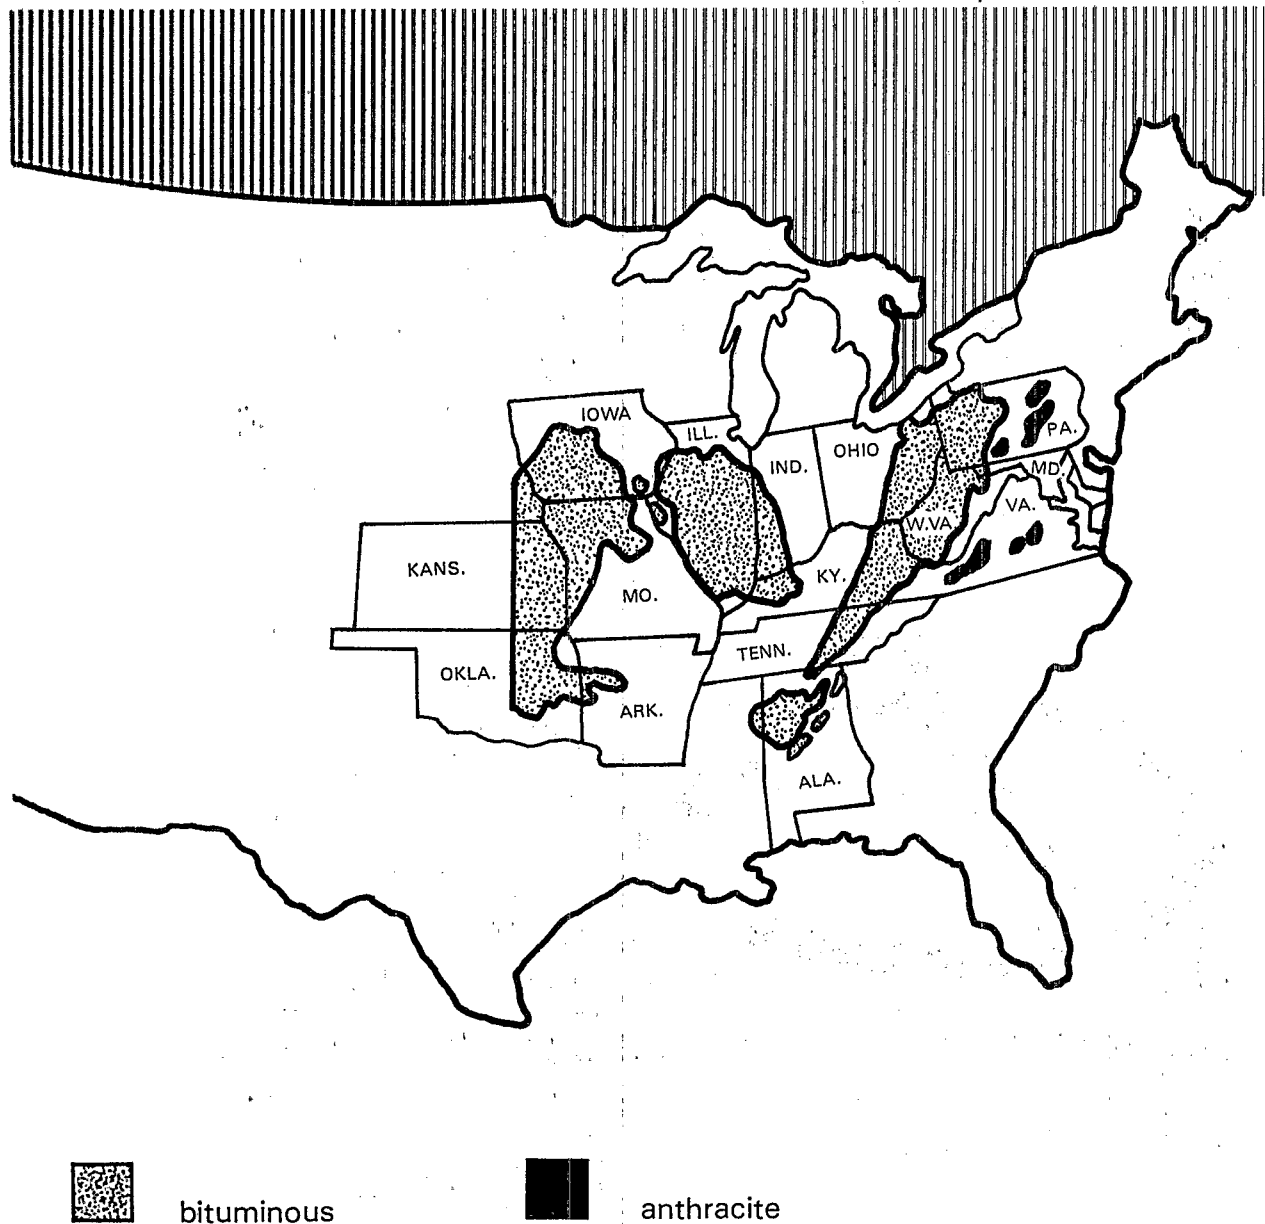 IOWA
ILL.
IND.
OHIO
PA.
MD.
VA.
W.VA.
KANS.
MO.
KY.
OKLA.
TENN.
ARK.
ALA.
bituminous
anthracite